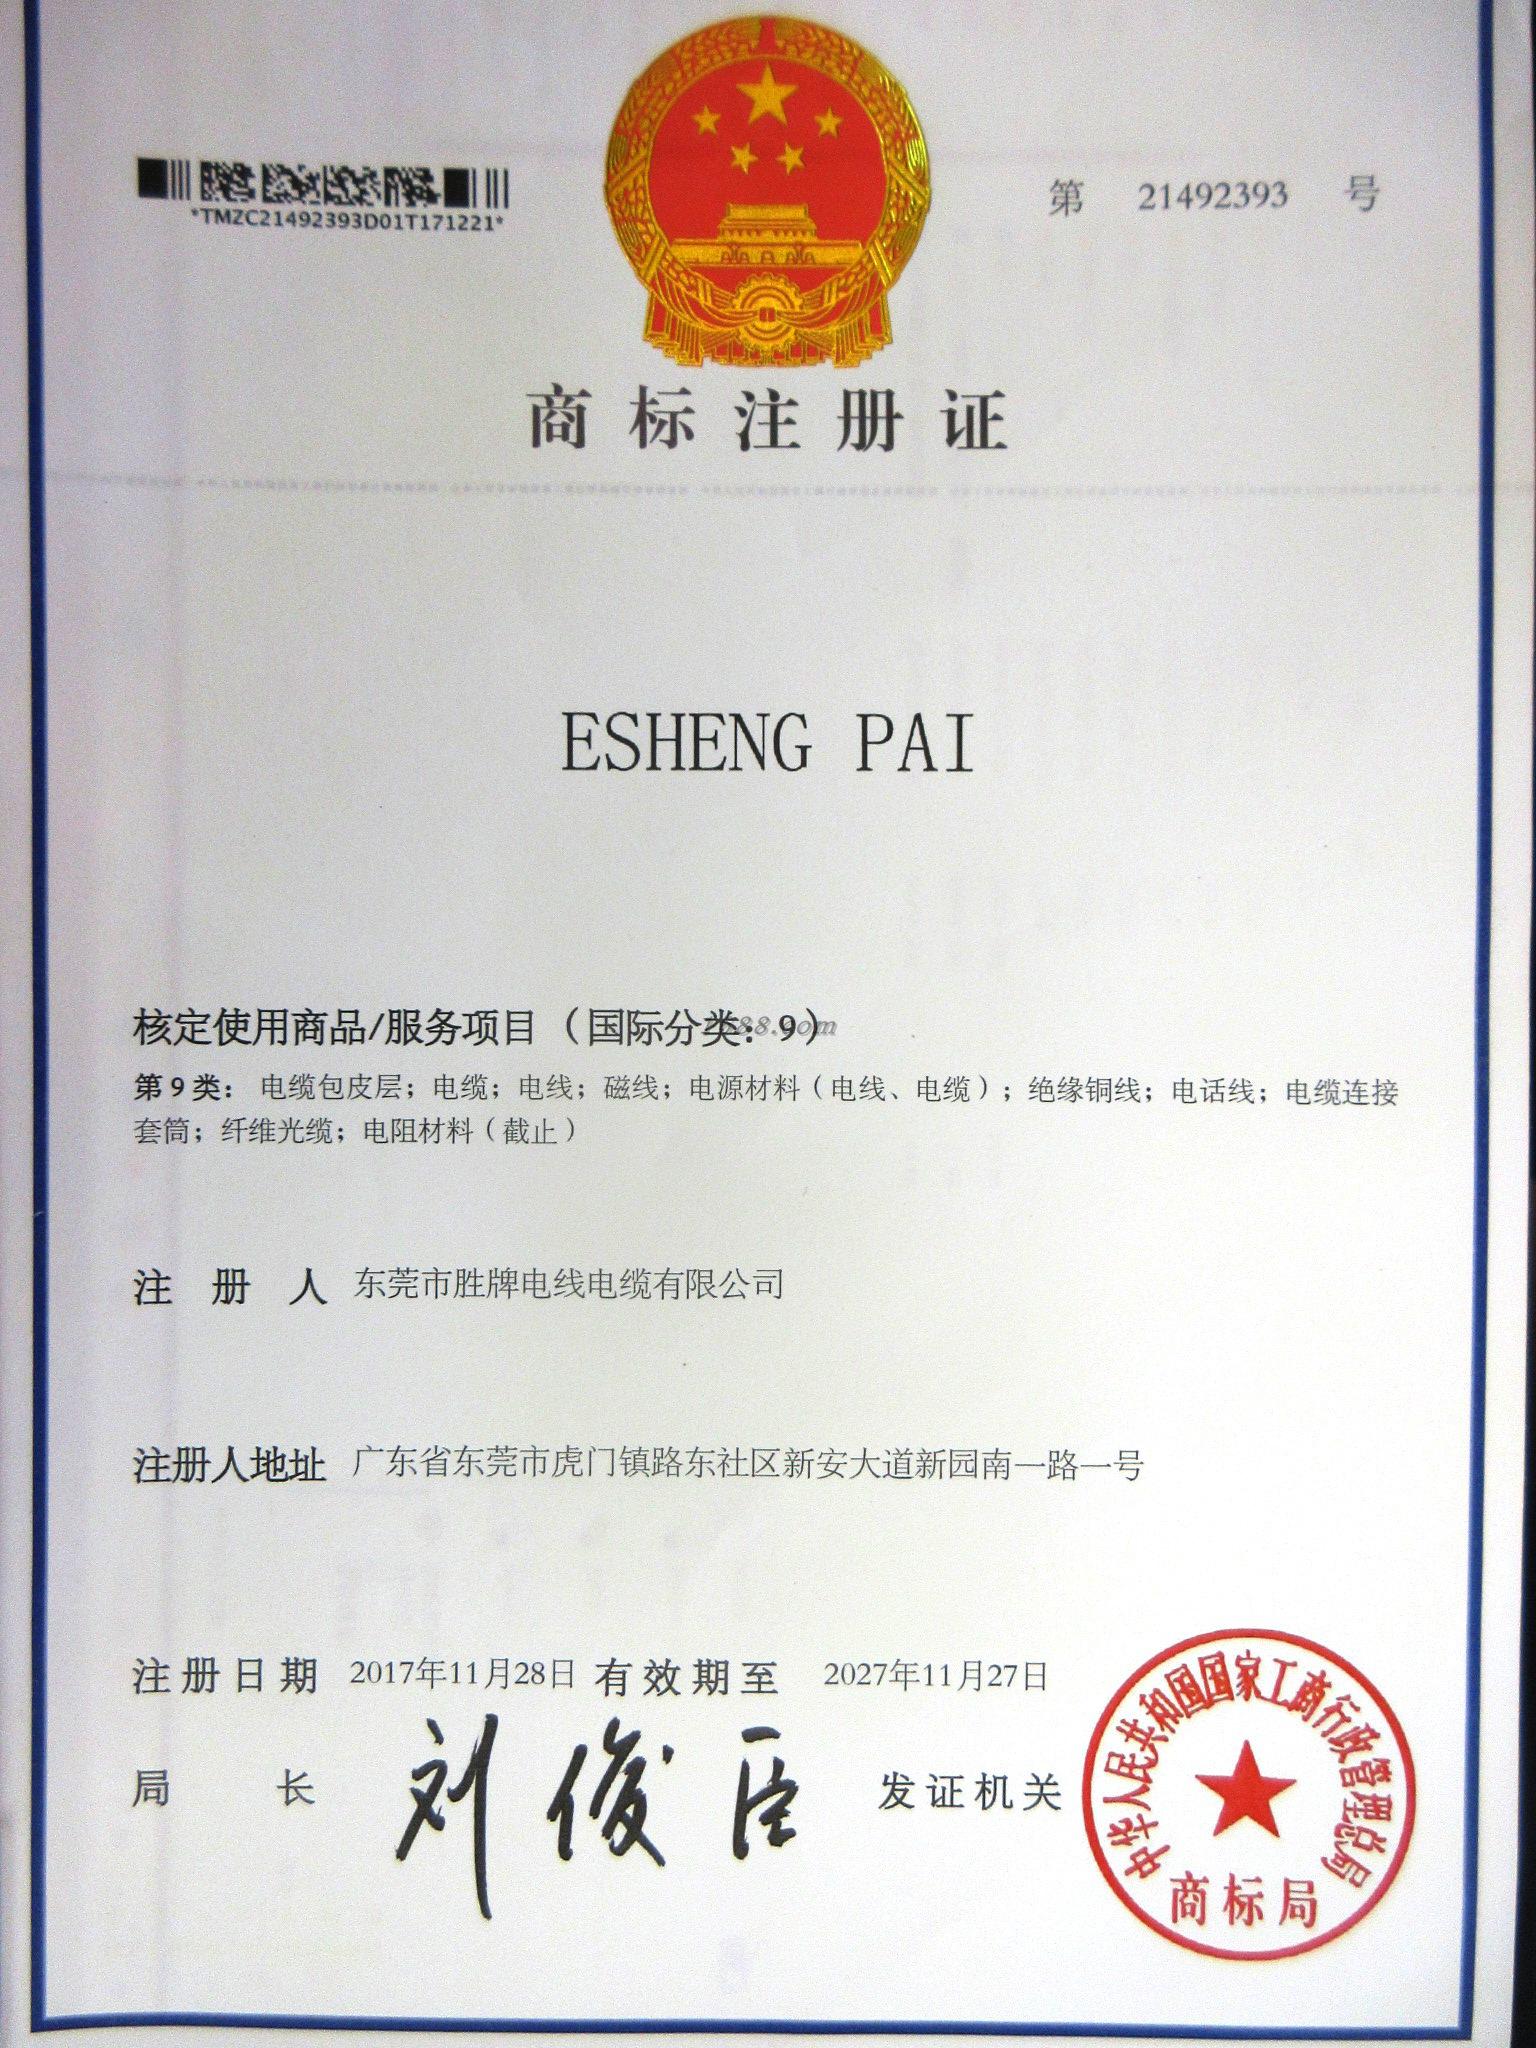 *TMZC21492393D01T171221*
第 21492393 号
商标注册证
ESHENG PAI
核定使用商品/服务项目（国际分类：9）
第9类：电缆包皮层；电缆；电线；磁线；电源材料（电线、电缆）；绝缘铜线；电话线；电缆连接
套筒；纤维光缆；电阻材料（截止）
注册人 东莞市胜牌电线电缆有限公司
注册人地址 广东省东莞市虎门镇路东社区新安大道新园南一路一号
注册日期 2017年11月28日 有效期至 2027年11月27日
局长 刘俊臣 发证机关
中华人民共和国国家工商行政管理总局
商标局